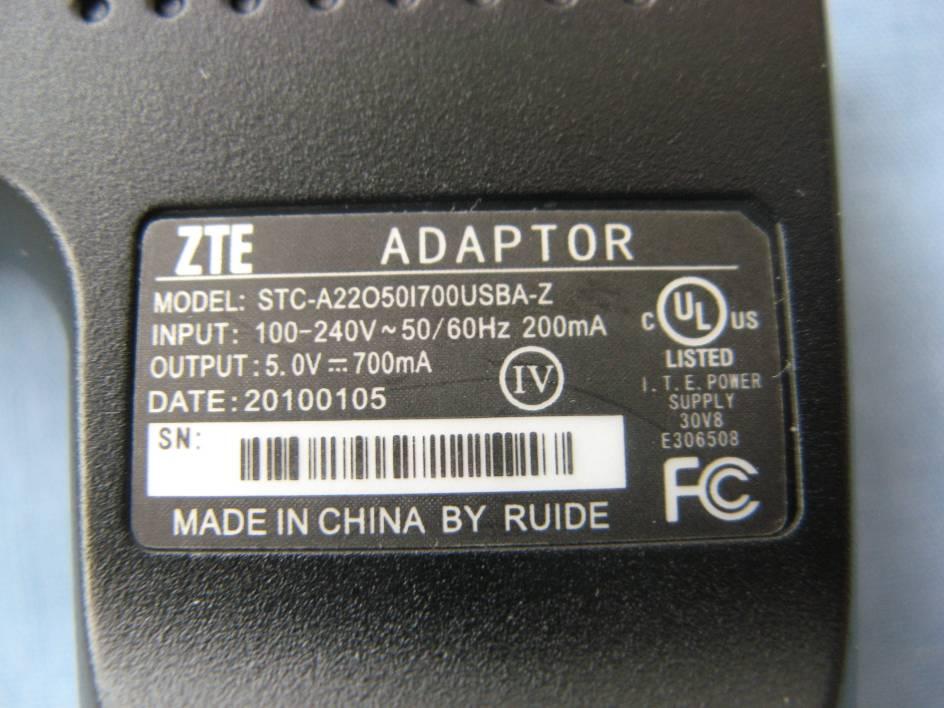 ZTE ADAPTOR
MODEL: STC-A22O50I700USBA-Z
INPUT: 100-240V~50/60Hz 200mA
OUTPUT:5.0V⎓700mA
IV
DATE:20100105
SN:
MADE IN CHINA BY RUIDE
C UL US
LISTED
I.T.E. POWER
SUPPLY
30V8
E306508
FC